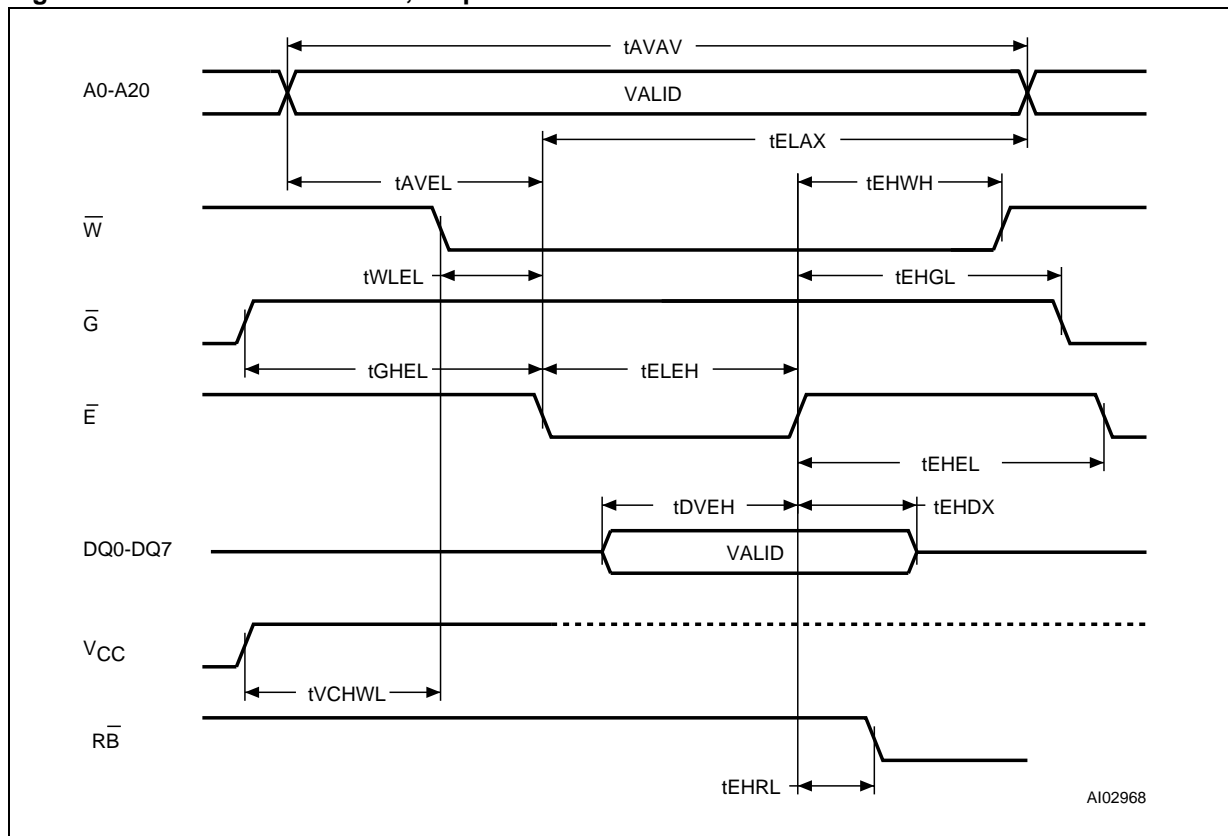 tAVAV
A0-A20
VALID
tELAX
tAVEL
tEHWH
W̅
tWLEL
tEHGL
G̅
tGHEL
tELEH
E̅
tEHEL
tDVEH
tEHDX
DQ0-DQ7
VALID
VCC
tVCHWL
RB̅
tEHRL
AI02968